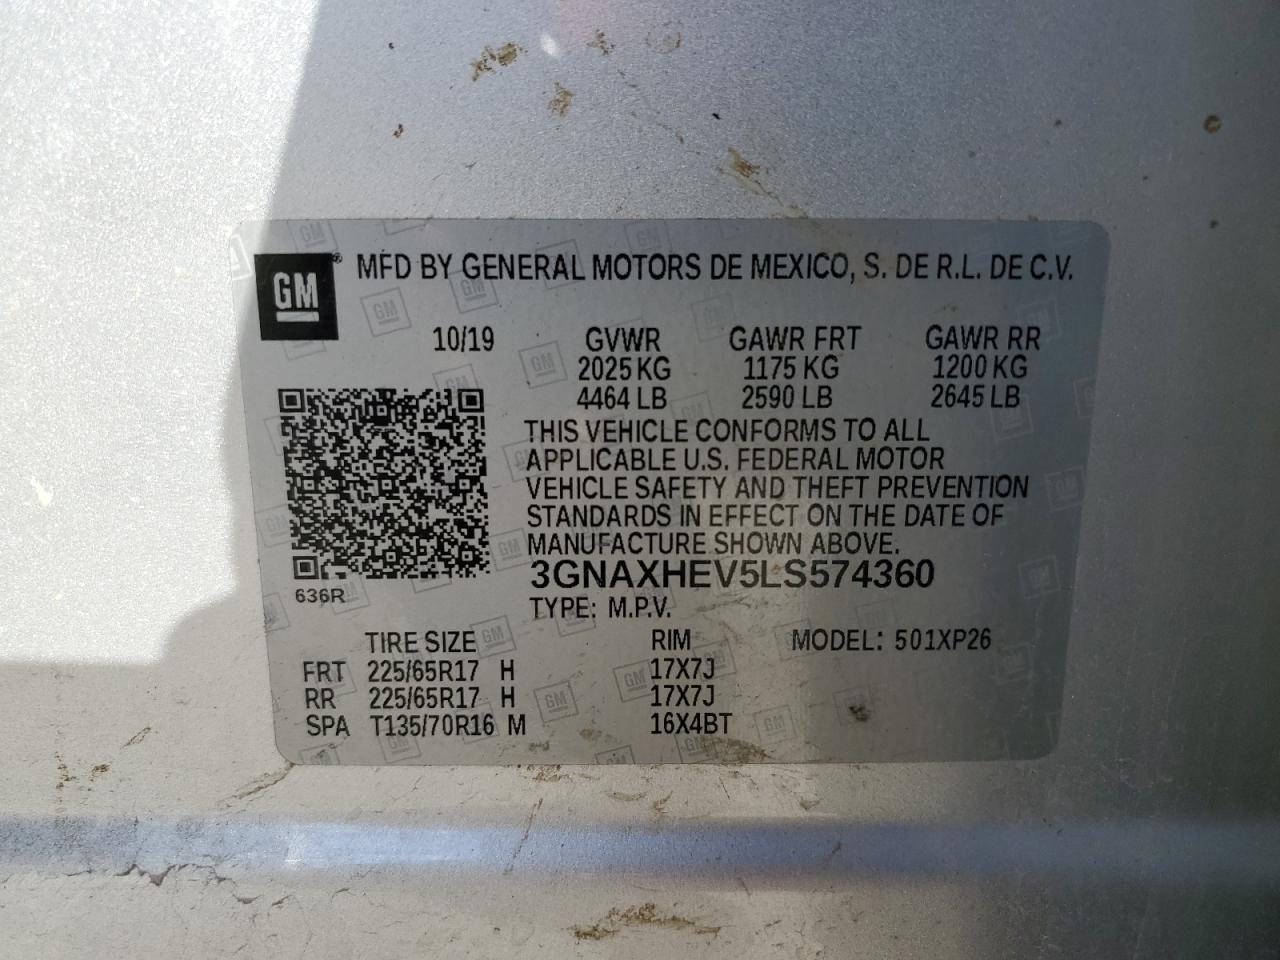 GM® MFD BY GENERAL MOTORS DE MEXICO, S. DE R.L. DE C.V.
10/19 GVWR GAWR FRT GAWR RR
2025 KG 1175 KG 1200 KG
4464 LB 2590 LB 2645 LB
THIS VEHICLE CONFORMS TO ALL
APPLICABLE U.S. FEDERAL MOTOR
VEHICLE SAFETY AND THEFT PREVENTION
STANDARDS IN EFFECT ON THE DATE OF
MANUFACTURE SHOWN ABOVE.
3GNAXHEV5LS574360
636R
TYPE: M.P.V.
TIRE SIZE RIM MODEL: 501XP26
FRT 225/65R17 H 17X7J
RR 225/65R17 H 17X7J
SPA T135/70R16 M 16X4BT